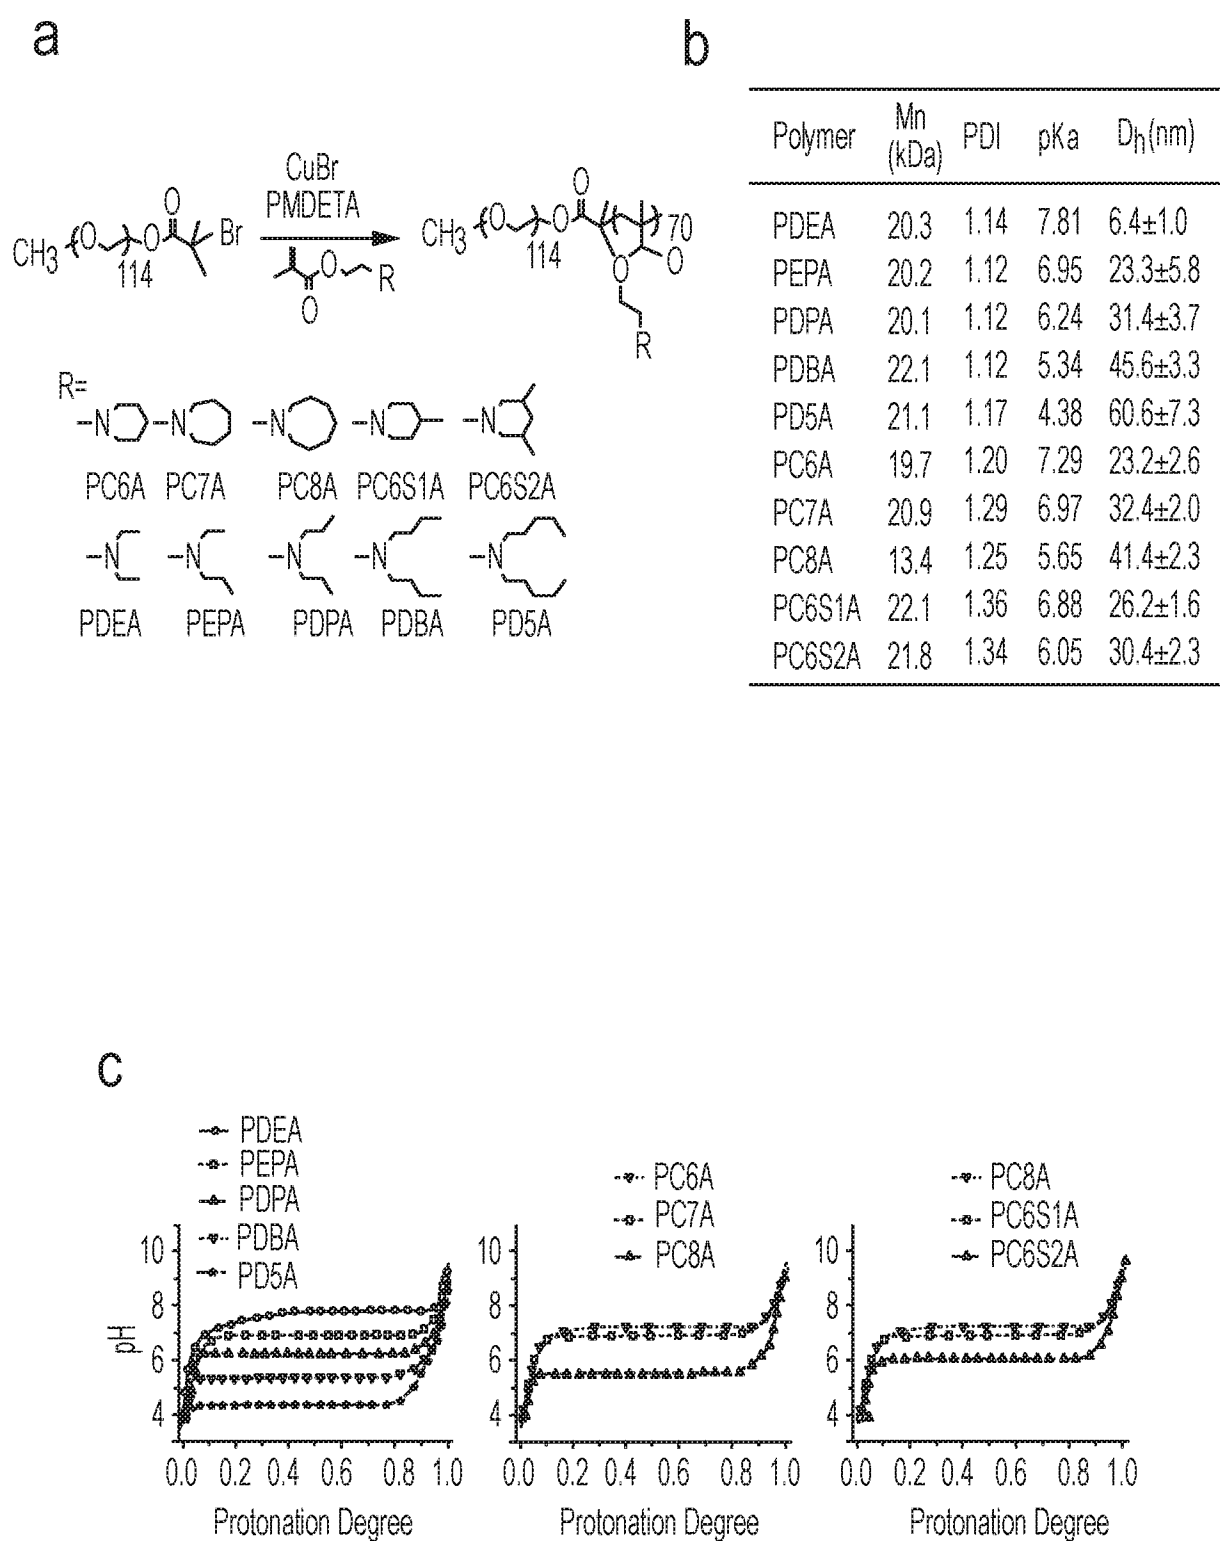 a
CuBr
PMDETA
CH3 (O )114 O O Br
O O R
CH3 (O )114 O O 70
O O
R
R=
-N -N -N -N -N
PC6A PC7A PC8A PC6S1A PC6S2A
-N -N -N -N -N
PDEA PEPA PDPA PDBA PD5A
b
Polymer Mn (kDa) PDI pKa Dh(nm)
PDEA 20.3 1.14 7.81 6.4±1.0
PEPA 20.2 1.12 6.95 23.3±5.8
PDPA 20.1 1.12 6.24 31.4±3.7
PDBA 22.1 1.12 5.34 45.6±3.3
PD5A 21.1 1.17 4.38 60.6±7.3
PC6A 19.7 1.20 7.29 23.2±2.6
PC7A 20.9 1.29 6.97 32.4±2.0
PC8A 13.4 1.25 5.65 41.4±2.3
PC6S1A 22.1 1.36 6.88 26.2±1.6
PC6S2A 21.8 1.34 6.05 30.4±2.3
c
PDEA
PEPA
PDPA
PDBA
PD5A
10
8
6
4
pH
0.0 0.2 0.4 0.6 0.8 1.0
Protonation Degree
PC6A
PC7A
PC8A
10
8
6
4
0.0 0.2 0.4 0.6 0.8 1.0
Protonation Degree
PC8A
PC6S1A
PC6S2A
10
8
6
4
0.0 0.2 0.4 0.6 0.8 1.0
Protonation Degree